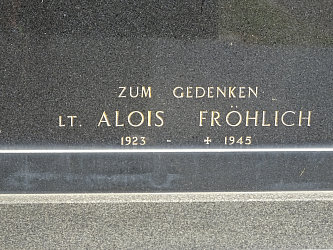 ZUM GEDENKEN
LT. ALOIS FRÖHLICH
1923 - ✝ 1945